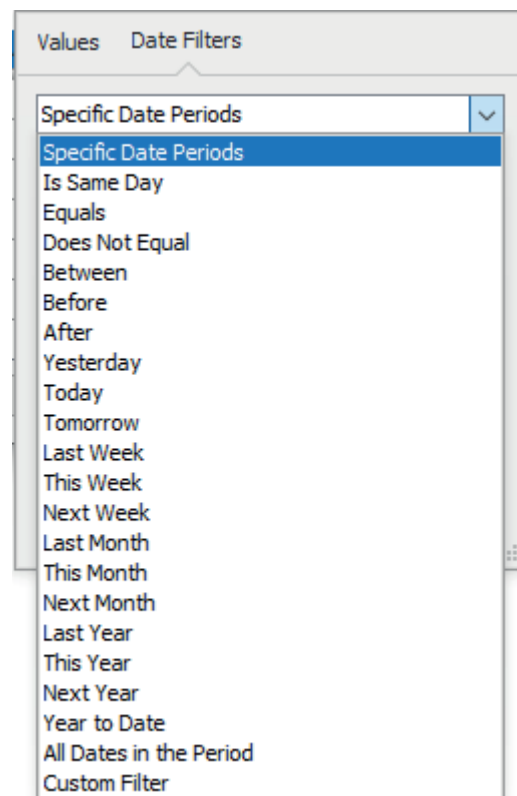 Values Date Filters
Specific Date Periods
Specific Date Periods
Is Same Day
Equals
Does Not Equal
Between
Before
After
Yesterday
Today
Tomorrow
Last Week
This Week
Next Week
Last Month
This Month
Next Month
Last Year
This Year
Next Year
Year to Date
All Dates in the Period
Custom Filter